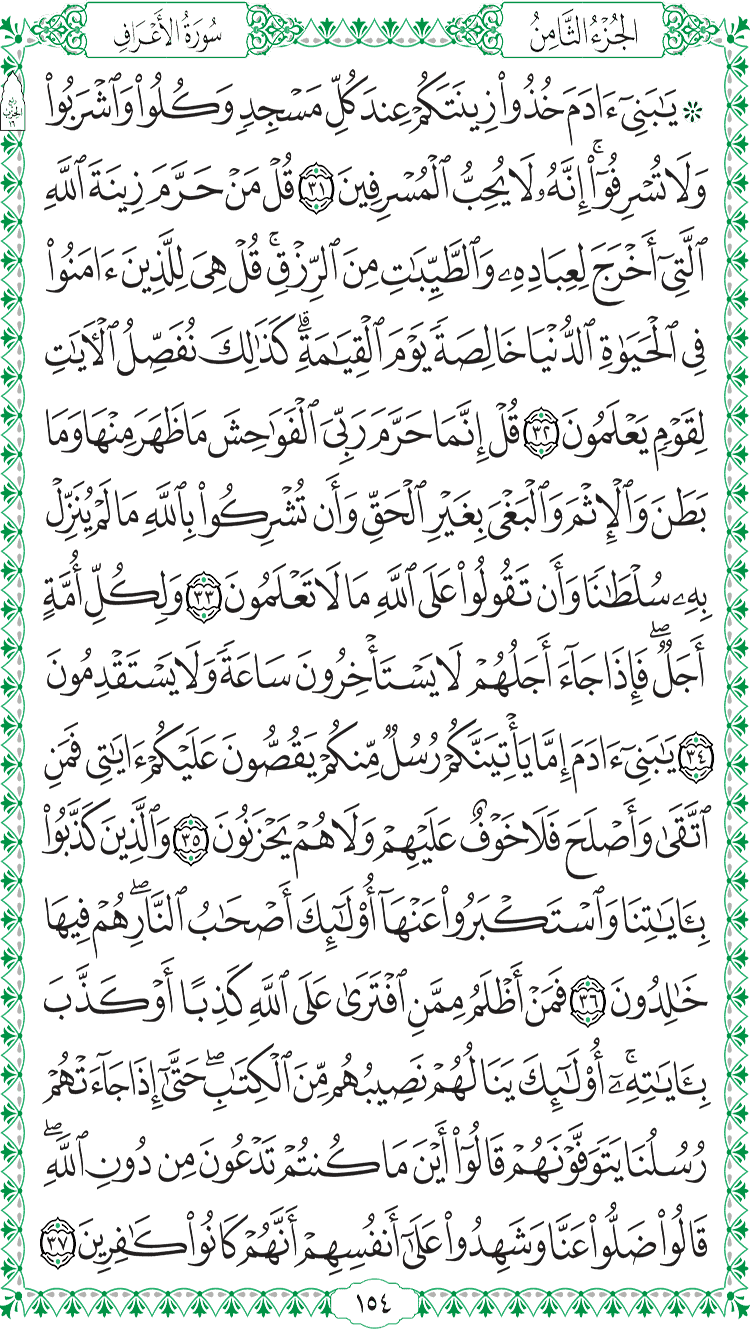 الجُزْءُ الثَّامِنُ
سُورَةُ الأَعْرَافِ
ربع الحزب ١٦
۞ يَٰبَنِيٓ ءَادَمَ خُذُواْ زِينَتَكُمۡ عِندَ كُلِّ مَسۡجِدٖ وَكُلُواْ وَٱشۡرَبُواْ
وَلَا تُسۡرِفُوٓاْۚ إِنَّهُۥ لَا يُحِبُّ ٱلۡمُسۡرِفِينَ ٣١ قُلۡ مَنۡ حَرَّمَ زِينَةَ ٱللَّهِ
ٱلَّتِيٓ أَخۡرَجَ لِعِبَادِهِۦ وَٱلطَّيِّبَٰتِ مِنَ ٱلرِّزۡقِۚ قُلۡ هِيَ لِلَّذِينَ ءَامَنُواْ
فِي ٱلۡحَيَوٰةِ ٱلدُّنۡيَا خَالِصَةٗ يَوۡمَ ٱلۡقِيَٰمَةِۗ كَذَٰلِكَ نُفَصِّلُ ٱلۡأٓيَٰتِ
لِقَوۡمٖ يَعۡلَمُونَ ٣٢ قُلۡ إِنَّمَا حَرَّمَ رَبِّيَ ٱلۡفَوَٰحِشَ مَا ظَهَرَ مِنۡهَا وَمَا
بَطَنَ وَٱلۡإِثۡمَ وَٱلۡبَغۡيَ بِغَيۡرِ ٱلۡحَقِّ وَأَن تُشۡرِكُواْ بِٱللَّهِ مَا لَمۡ يُنَزِّلۡ
بِهِۦ سُلۡطَٰنٗا وَأَن تَقُولُواْ عَلَى ٱللَّهِ مَا لَا تَعۡلَمُونَ ٣٣ وَلِكُلِّ أُمَّةٍ
أَجَلٞۖ فَإِذَا جَآءَ أَجَلُهُمۡ لَا يَسۡتَأۡخِرُونَ سَاعَةٗ وَلَا يَسۡتَقۡدِمُونَ
٣٤ يَٰبَنِيٓ ءَادَمَ إِمَّا يَأۡتِيَنَّكُمۡ رُسُلٞ مِّنكُمۡ يَقُصُّونَ عَلَيۡكُمۡ ءَايَٰتِي فَمَنِ
ٱتَّقَىٰ وَأَصۡلَحَ فَلَا خَوۡفٌ عَلَيۡهِمۡ وَلَا هُمۡ يَحۡزَنُونَ ٣٥ وَٱلَّذِينَ كَذَّبُواْ
بِـَٔايَٰتِنَا وَٱسۡتَكۡبَرُواْ عَنۡهَآ أُوْلَٰٓئِكَ أَصۡحَٰبُ ٱلنَّارِۖ هُمۡ فِيهَا
خَٰلِدُونَ ٣٦ فَمَنۡ أَظۡلَمُ مِمَّنِ ٱفۡتَرَىٰ عَلَى ٱللَّهِ كَذِبًا أَوۡ كَذَّبَ
بِـَٔايَٰتِهِۦٓۚ أُوْلَٰٓئِكَ يَنَالُهُمۡ نَصِيبُهُم مِّنَ ٱلۡكِتَٰبِۖ حَتَّىٰٓ إِذَا جَآءَتۡهُمۡ
رُسُلُنَا يَتَوَفَّوۡنَهُمۡ قَالُوٓاْ أَيۡنَ مَا كُنتُمۡ تَدۡعُونَ مِن دُونِ ٱللَّهِۖ
قَالُواْ ضَلُّواْ عَنَّا وَشَهِدُواْ عَلَىٰٓ أَنفُسِهِمۡ أَنَّهُمۡ كَانُواْ كَٰفِرِينَ ٣٧
١٥٤